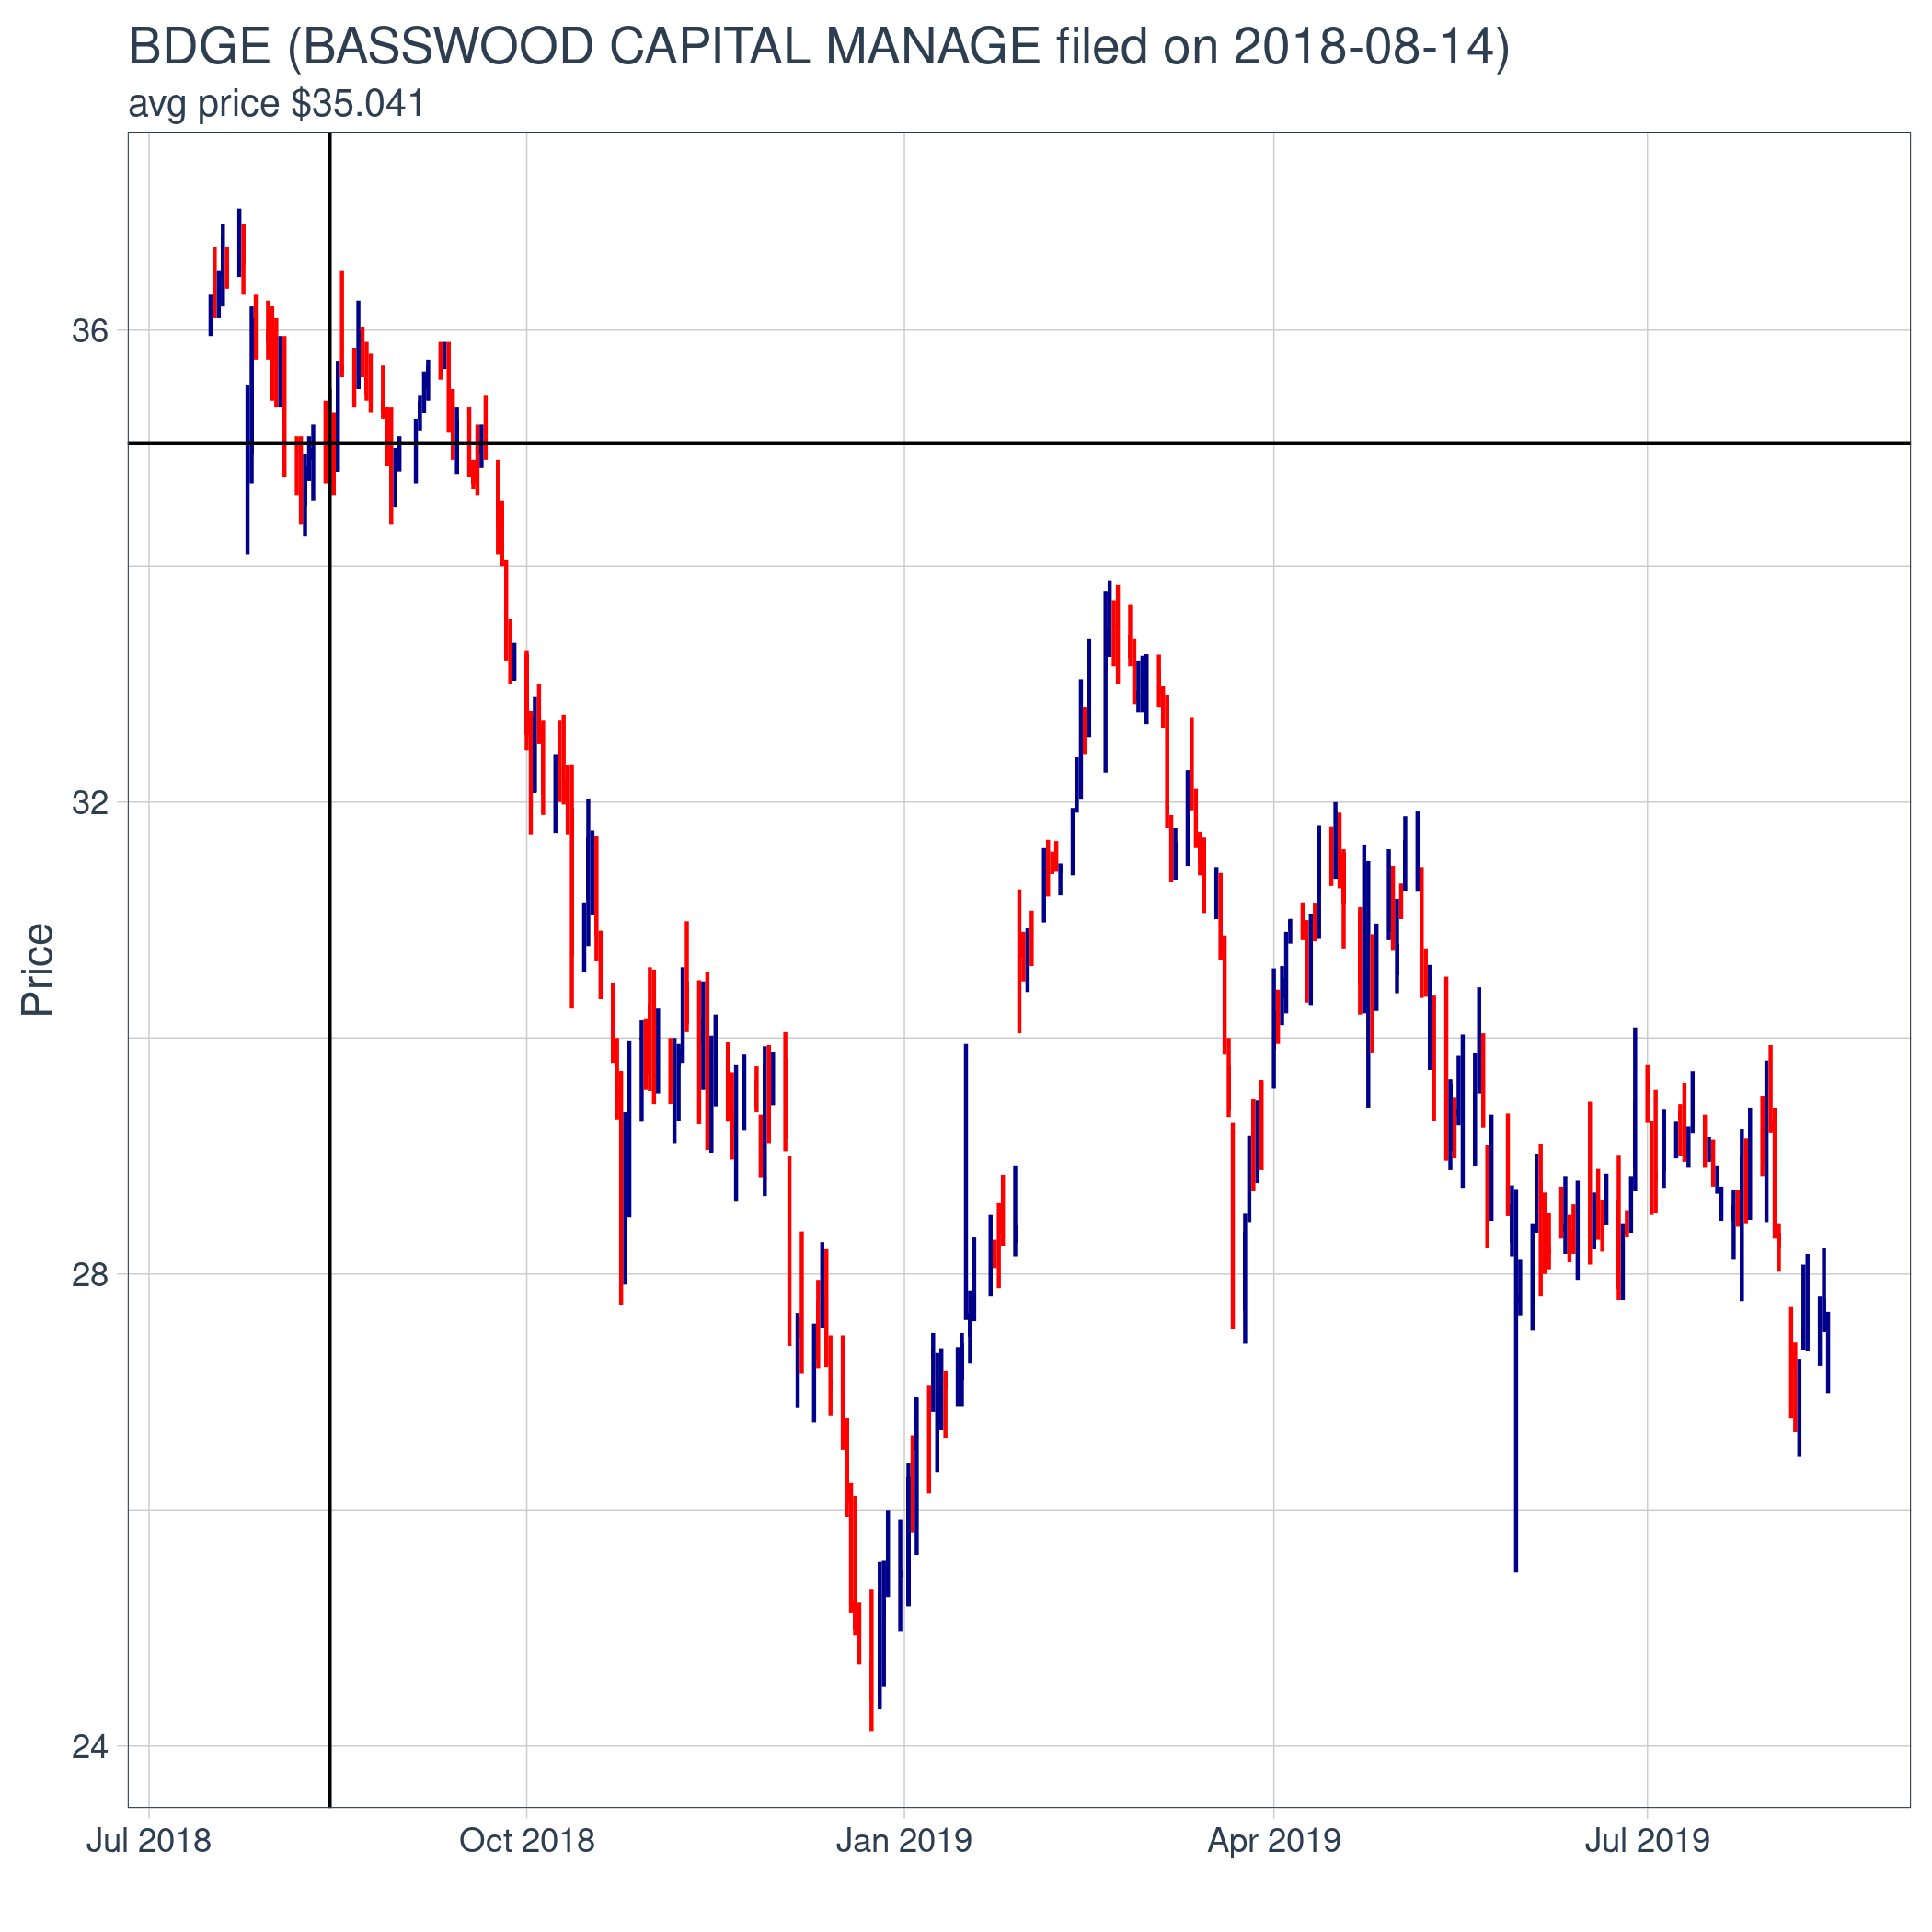 BDGE (BASSWOOD CAPITAL MANAGE filed on 2018-08-14)
avg price $35.041
36
32
28
24
Price
Jul 2018
Oct 2018
Jan 2019
Apr 2019
Jul 2019